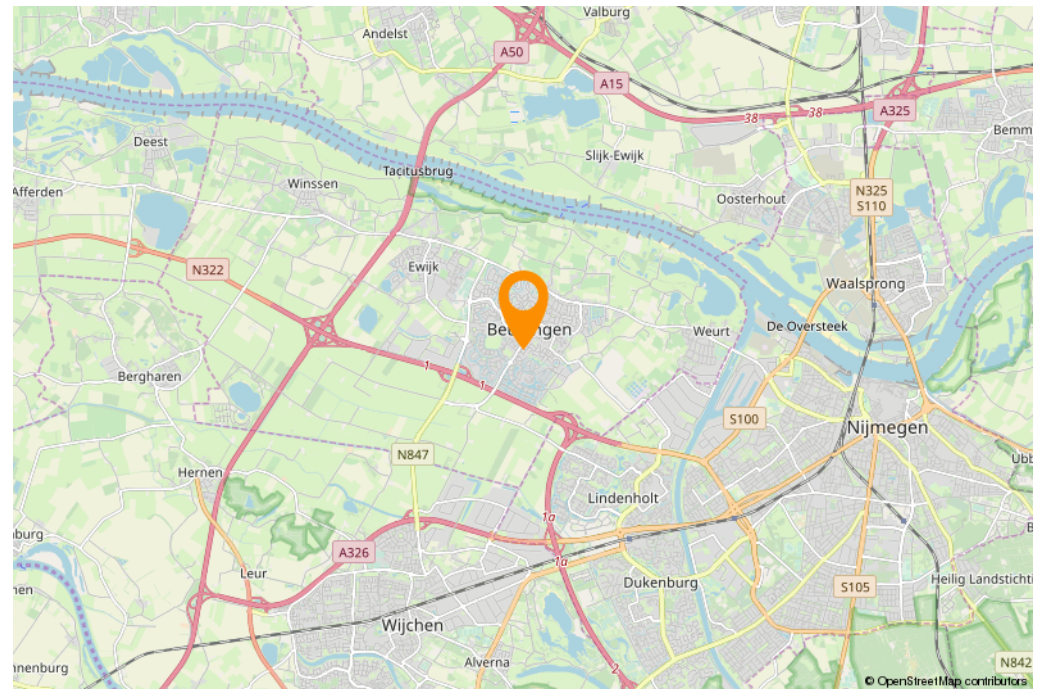 Valburg
Andelst
A50
A15
38
38
A325
Bemm
Deest
Slijk-Ewijk
Tacitusbrug
Winssen
Afferden
N325
S110
Oosterhout
Ewijk
N322
Waalsprong
De Oversteek
Weurt
1
1
Bergharen
S100
Nijmegen
N847
Hernen
Lindenholt
1a
A326
1a
Leur
Dukenburg
S105
Heilig Landsticht
Wijchen
Alverna
2
N842
nenburg
© OpenStreetMap contributors